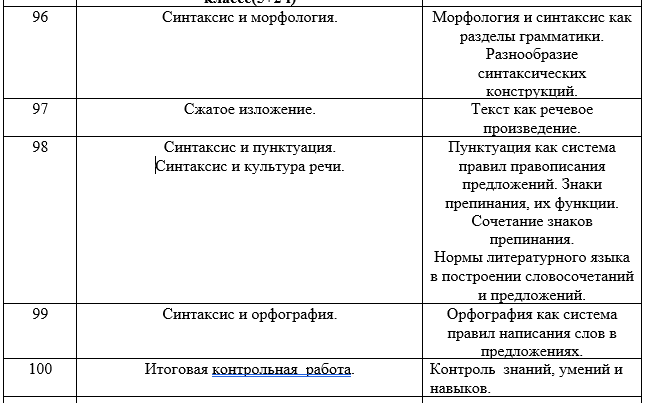 классе(5+2 ч)
96
Синтаксис и морфология.
Морфология и синтаксис как
разделы грамматики.
Разнообразие
синтаксических
конструкций.
97
Сжатое изложение.
Текст как речевое
произведение.
98
Синтаксис и пунктуация.
Синтаксис и культура речи.
Пунктуация как система
правил правописания
предложений. Знаки
препинания, их функции.
Сочетание знаков
препинания.
Нормы литературного языка
в построении словосочетаний
и предложений.
99
Синтаксис и орфография.
Орфография как система
правил написания слов в
предложениях.
100
Итоговая контрольная  работа.
Контроль  знаний, умений и
навыков.